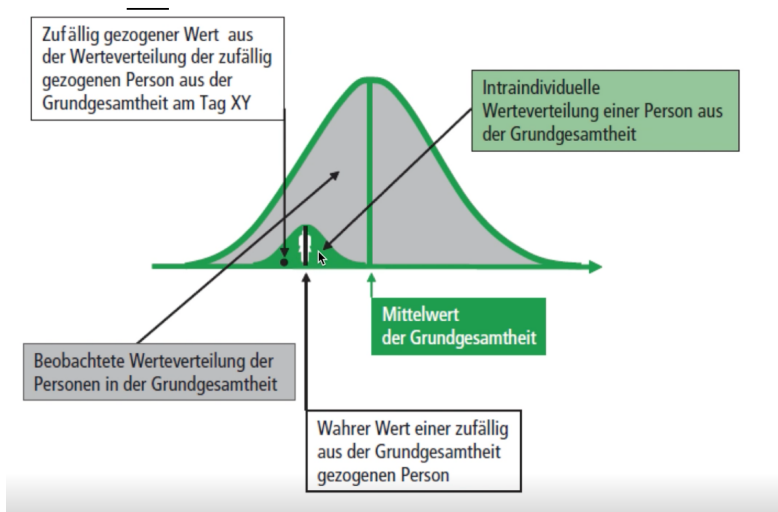 Zufällig gezogener Wert aus
der Werteverteilung der zufällig
gezogenen Person aus der
Grundgesamtheit am Tag XY
Intraindividuelle
Werteverteilung einer Person aus
der Grundgesamtheit
Mittelwert
der Grundgesamtheit
Beobachtete Werteverteilung der
Personen in der Grundgesamtheit
Wahrer Wert einer zufällig
aus der Grundgesamtheit
gezogenen Person